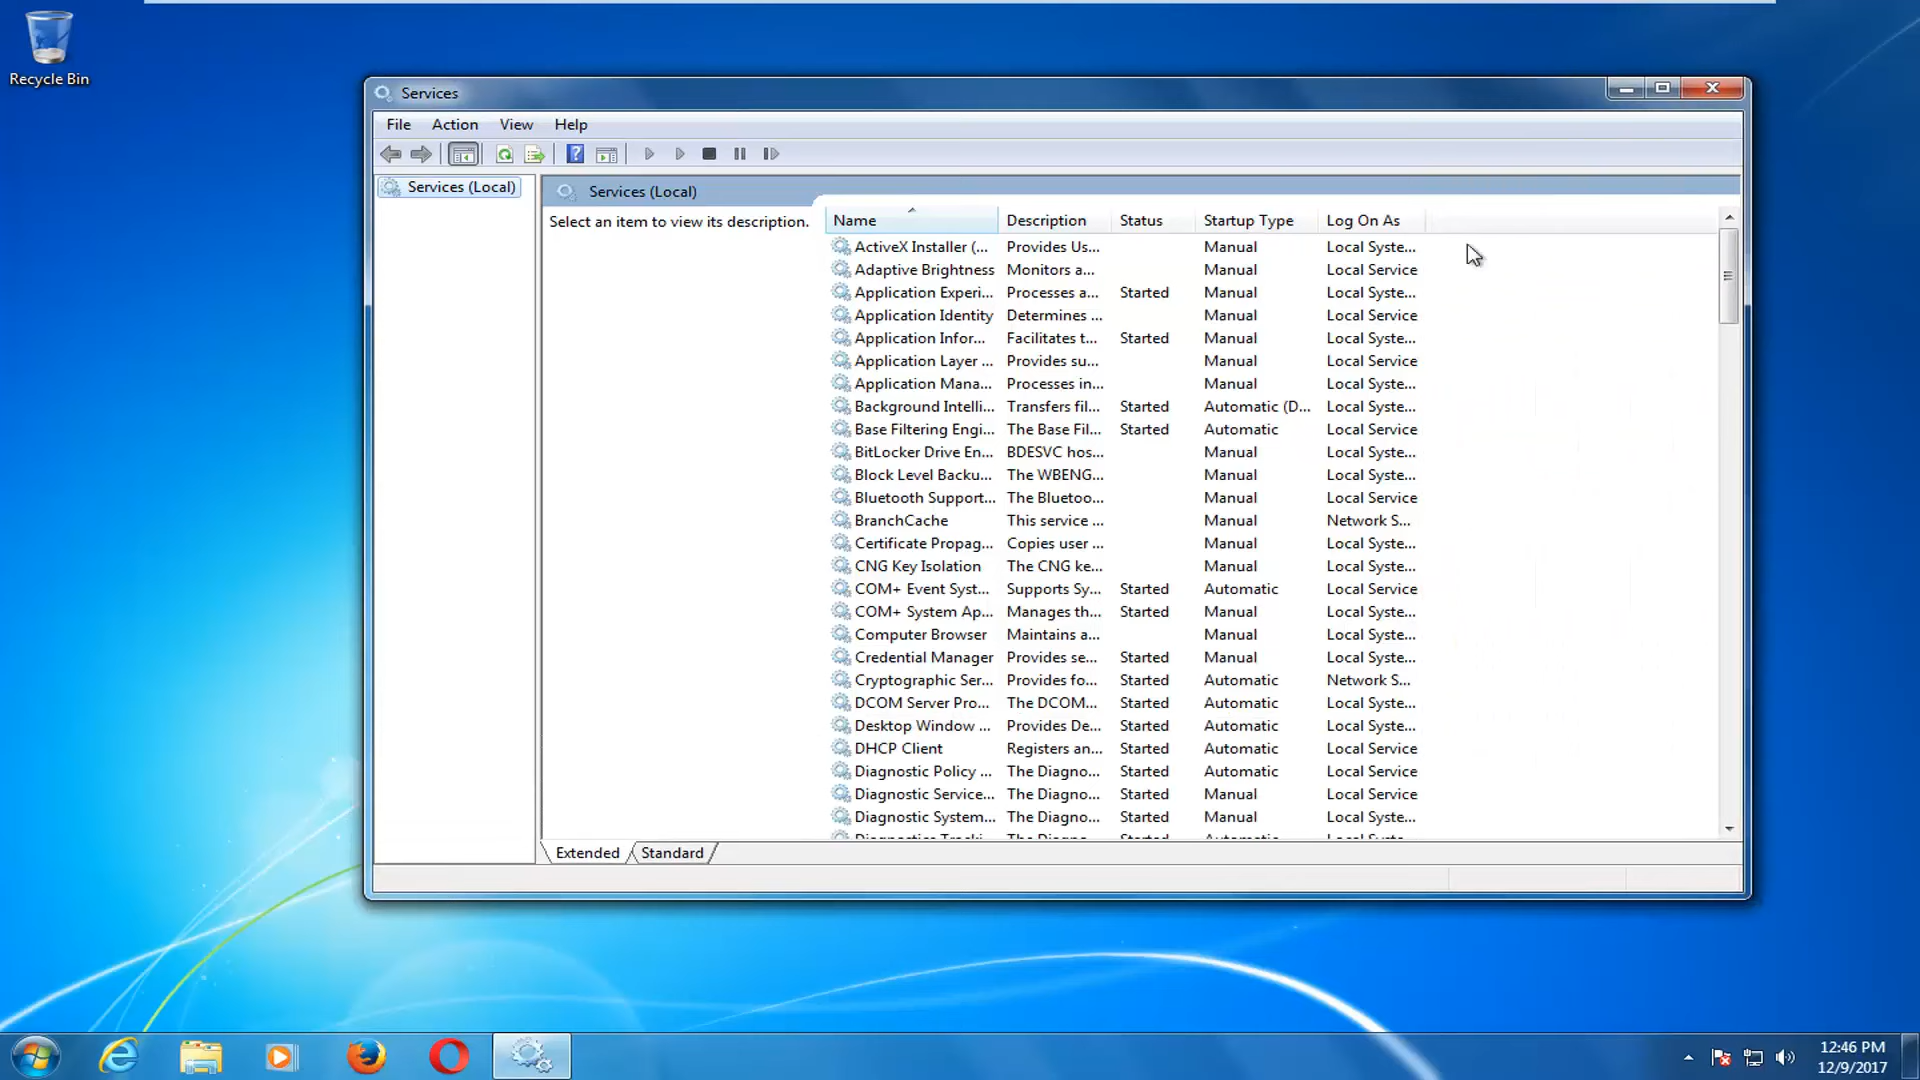 Recycle Bin
Services
File Action View Help
Services (Local)
Services (Local)
Select an item to view its description.
Name Description Status Startup Type Log On As
ActiveX Installer (... Provides Us... Manual Local Syste...
Adaptive Brightness Monitors a... Manual Local Service
Application Experi... Processes a... Started Manual Local Syste...
Application Identity Determines ... Manual Local Service
Application Infor... Facilitates t... Started Manual Local Syste...
Application Layer ... Provides su... Manual Local Service
Application Mana... Processes in... Manual Local Syste...
Background Intelli... Transfers fil... Started Automatic (D... Local Syste...
Base Filtering Engi... The Base Fil... Started Automatic Local Service
BitLocker Drive En... BDESVC hos... Manual Local Syste...
Block Level Backu... The WBENG... Manual Local Syste...
Bluetooth Support... The Bluetoo... Manual Local Service
BranchCache This service ... Manual Network S...
Certificate Propag... Copies user ... Manual Local Syste...
CNG Key Isolation The CNG ke... Manual Local Syste...
COM+ Event Syst... Supports Sy... Started Automatic Local Service
COM+ System Ap... Manages th... Started Manual Local Syste...
Computer Browser Maintains a... Manual Local Syste...
Credential Manager Provides se... Started Manual Local Syste...
Cryptographic Ser... Provides fo... Started Automatic Network S...
DCOM Server Pro... The DCOM... Started Automatic Local Syste...
Desktop Window ... Provides De... Started Automatic Local Syste...
DHCP Client Registers an... Started Automatic Local Service
Diagnostic Policy ... The Diagno... Started Automatic Local Service
Diagnostic Service... The Diagno... Started Manual Local Service
Diagnostic System... The Diagno... Started Manual Local Syste...
Diagnostics Tracki... The Diagno... Started Automatic Local Syste...
Extended Standard
12:46 PM
12/9/2017